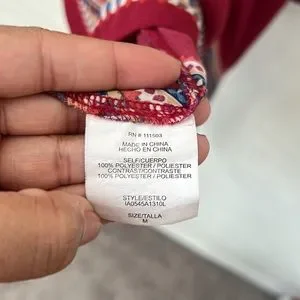 RN # 111503
MADE IN CHINA
HECHO EN CHINA
SELF/CUERPO
100% POLYESTER / POLIESTER
CONTRAST/CONTRASTE
100% POLYESTER / POLIESTER
STYLE/ESTILO
IA0545A1310L
SIZE/TALLA
M